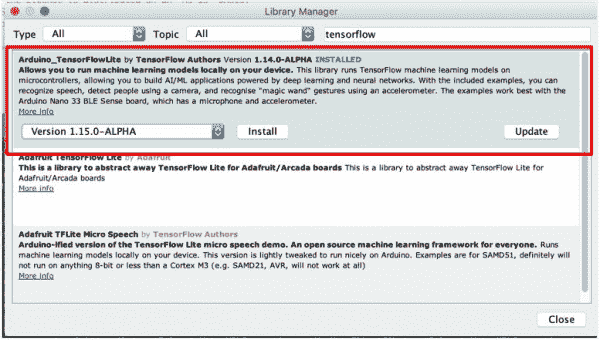 Library Manager
Type All Topic All tensorflow
Arduino_TensorFlowLite by TensorFlow Authors Version 1.14.0-ALPHA INSTALLED
Allows you to run machine learning models locally on your device. This library runs TensorFlow machine learning models on
microcontrollers, allowing you to build AI/ML applications powered by deep learning and neural networks. With the included examples, you can
recognize speech, detect people using a camera, and recognise "magic wand" gestures using an accelerometer. The examples work best with the
Arduino Nano 33 BLE Sense board, which has a microphone and accelerometer.
More info
Version 1.15.0-ALPHA Install Update
Adafruit TensorFlow Lite by Adafruit
This is a library to abstract away TensorFlow Lite for Adafruit/Arcada boards This is a library to abstract away TensorFlow Lite for
Adafruit/Arcada boards
More info
Adafruit TFLite Micro Speech by TensorFlow Authors
Arduino-ified version of the TensorFlow Lite micro speech demo. An open source machine learning framework for everyone. Runs
machine learning models locally on your device. This version is lightly tweaked to run nicely on Arduino. Examples are for SAMD51, definitely will
not run on anything 8-bit or less than a Cortex M3 (e.g. SAMD21, AVR, will not work at all)
More info
Close